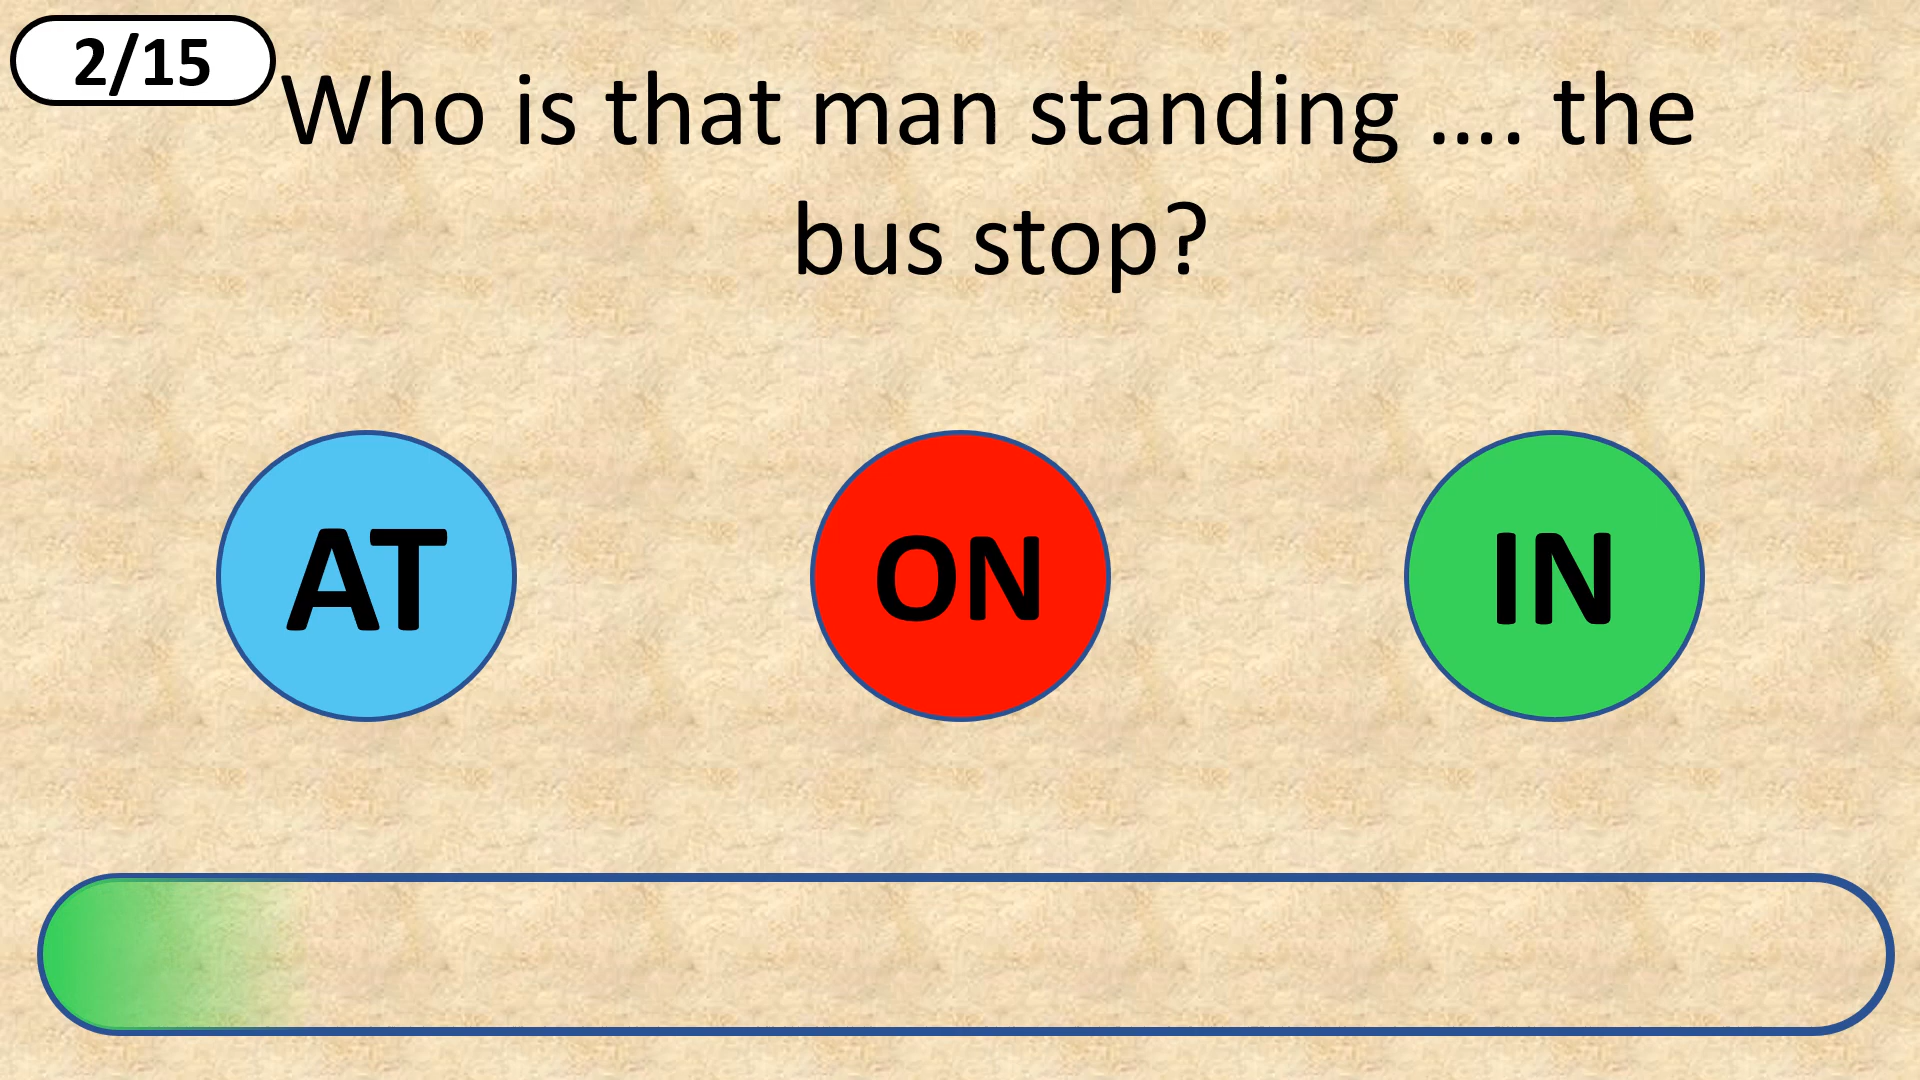 2/15
Who is that man standing .... the
bus stop?
AT
ON
IN